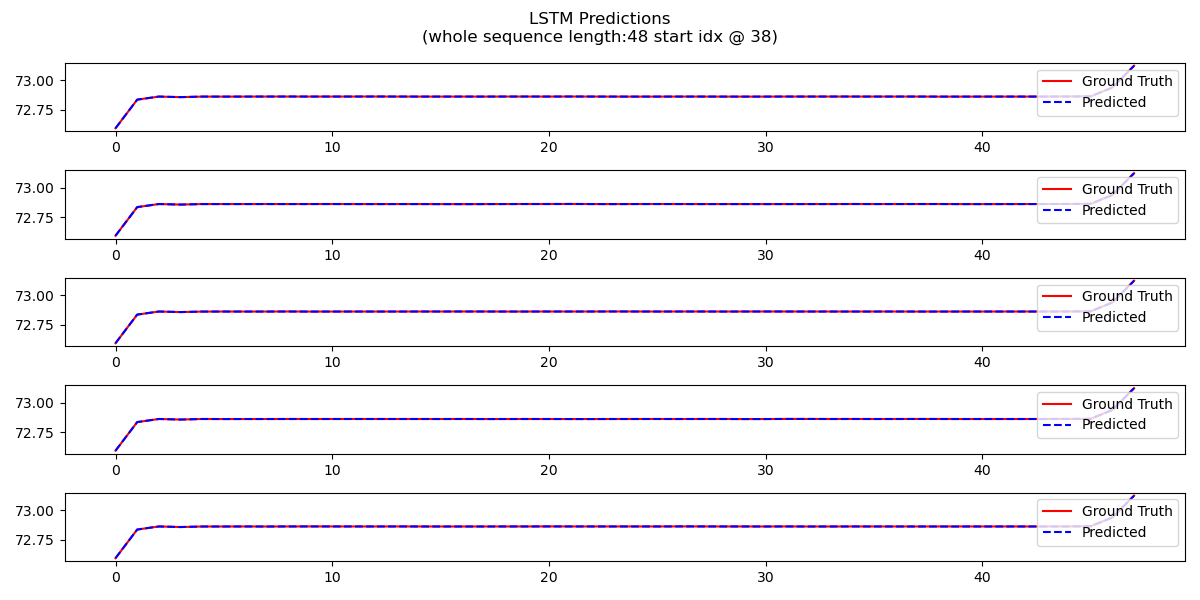 LSTM Predictions
(whole sequence length:48 start idx @ 38)
73.00
72.75
Ground Truth
Predicted
0 10 20 30 40
73.00
72.75
Ground Truth
Predicted
0 10 20 30 40
73.00
72.75
Ground Truth
Predicted
0 10 20 30 40
73.00
72.75
Ground Truth
Predicted
0 10 20 30 40
73.00
72.75
Ground Truth
Predicted
0 10 20 30 40